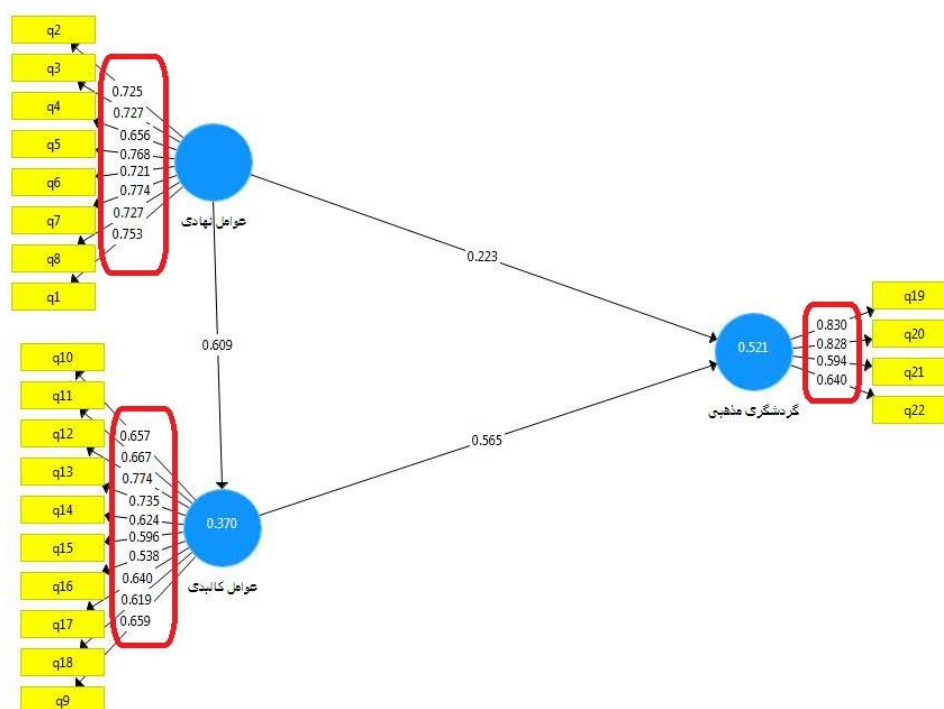 q2
q3
q4
q5
q6
q7
q8
q1
0.725
0.727
0.656
0.768
0.721
0.774
0.727
0.753
عوامل نهادی
0.223
0.609
0.565
q10
q11
q12
q13
q14
q15
q16
q17
q18
q9
0.657
0.667
0.774
0.735
0.624
0.596
0.538
0.640
0.619
0.659
0.370
عوامل کالبدی
0.521
گردشگری مذهبی
0.830
0.828
0.594
0.640
q19
q20
q21
q22